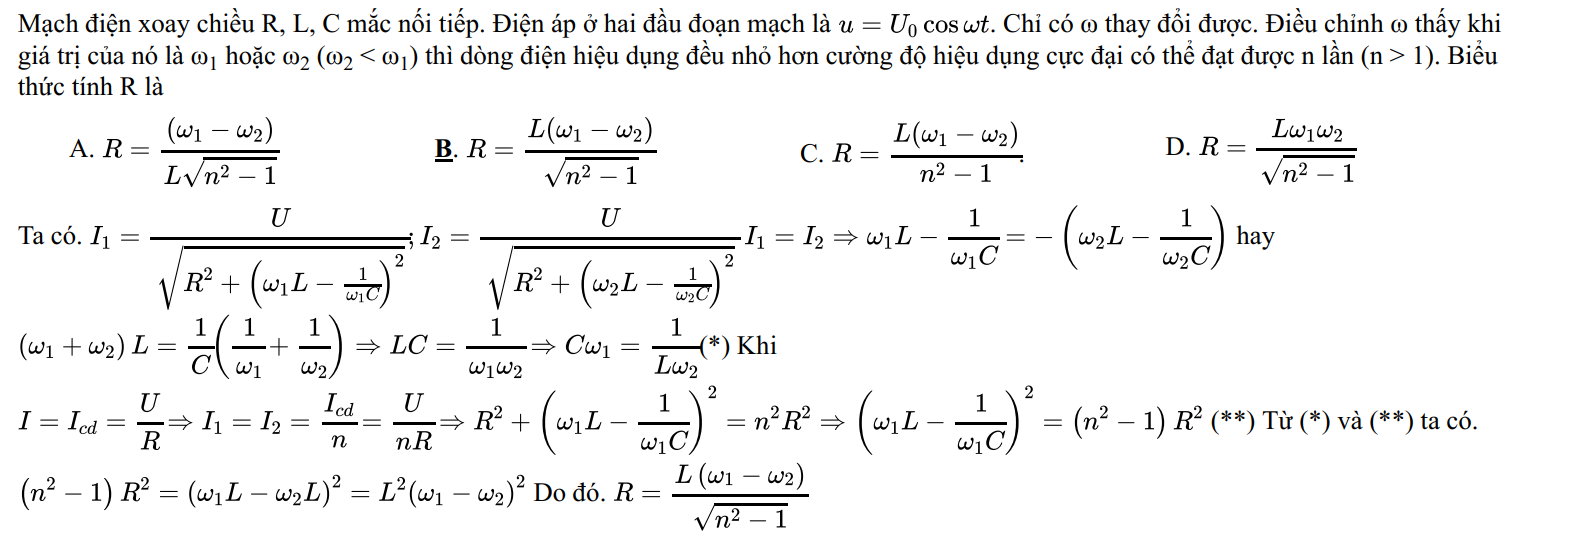 Mạch điện xoay chiều R, L, C mắc nối tiếp. Điện áp ở hai đầu đoạn mạch là $u = U_0 \cos \omega t$. Chỉ có ω thay đổi được. Điều chỉnh ω thấy khi
giá trị của nó là ω₁ hoặc ω₂ (ω₂ < ω₁) thì dòng điện hiệu dụng đều nhỏ hơn cường độ hiệu dụng cực đại có thể đạt được n lần (n > 1). Biểu
thức tính R là
A. $R = \frac{(\omega_1 - \omega_2)}{L\sqrt{n^2 - 1}}$ B. $R = \frac{L(\omega_1 - \omega_2)}{\sqrt{n^2 - 1}}$ C. $R = \frac{L(\omega_1 - \omega_2)}{n^2 - 1}$. D. $R = \frac{L\omega_1\omega_2}{\sqrt{n^2 - 1}}$
Ta có. $I_1 = \frac{U}{\sqrt{R^2 + \left(\omega_1 L - \frac{1}{\omega_1 C}\right)^2}}$; $I_2 = \frac{U}{\sqrt{R^2 + \left(\omega_2 L - \frac{1}{\omega_2 C}\right)^2}}$ $I_1 = I_2 \Rightarrow \omega_1 L - \frac{1}{\omega_1 C} = -\left(\omega_2 L - \frac{1}{\omega_2 C}\right)$ hay
$(\omega_1 + \omega_2) L = \frac{1}{C}\left(\frac{1}{\omega_1} + \frac{1}{\omega_2}\right) \Rightarrow LC = \frac{1}{\omega_1\omega_2} \Rightarrow C\omega_1 = \frac{1}{L\omega_2}$ (*) Khi
$I = I_{cd} = \frac{U}{R} \Rightarrow I_1 = I_2 = \frac{I_{cd}}{n} = \frac{U}{nR} \Rightarrow R^2 + \left(\omega_1 L - \frac{1}{\omega_1 C}\right)^2 = n^2 R^2 \Rightarrow \left(\omega_1 L - \frac{1}{\omega_1 C}\right)^2 = (n^2 - 1) R^2$ (**) Từ (*) và (**) ta có.
$(n^2 - 1) R^2 = (\omega_1 L - \omega_2 L)^2 = L^2(\omega_1 - \omega_2)^2$ Do đó. $R = \frac{L(\omega_1 - \omega_2)}{\sqrt{n^2 - 1}}$